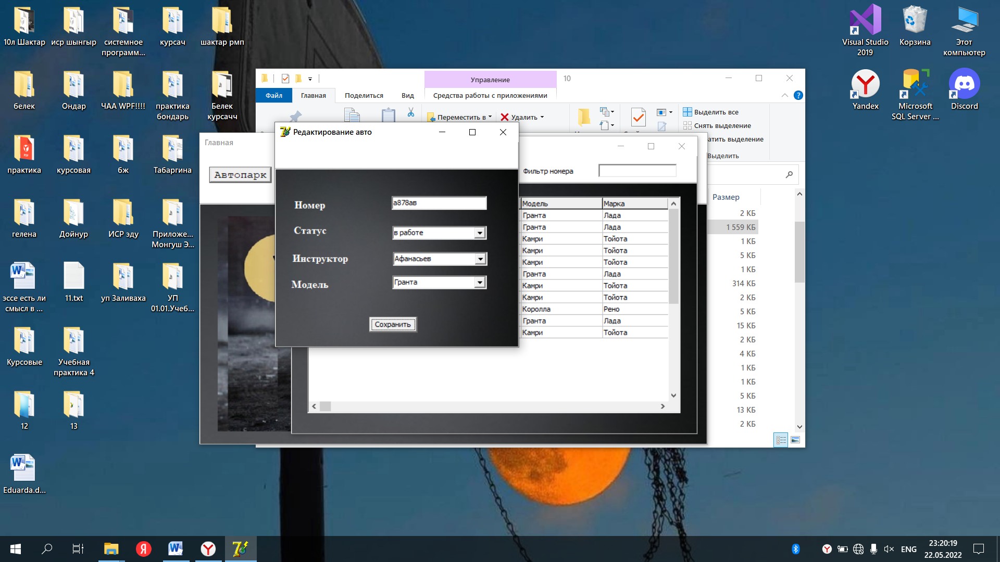 10л Шактар
иср шынгыр
системное
программ...
курсач
шактар рмп
белек
Ондар
ЧАА WPF!!!!
практика
бондарь
Белек
курсачч
практика
курсовая
бж
Табаргина
гелена
Дойнур
ИСР эду
Приложе...
Монгуш Э...
эссе есть ли
смысл в ...
11.txt
уп Заливаха
УП
01.01.Учеб...
Курсовые
Учебная
практика 4
12
13
Eduarda.d...
Visual Studio
2019
Корзина
Этот
компьютер
Yandex
Microsoft
SQL Server ...
Discord
Управление
10
Файл
Главная
Поделиться
Вид
Средства работы с приложениями
Переместить в
Удалить
Выделить все
Снять выделение
атить выделение
Выделить
Размер
2 КБ
1 559 КБ
1 КБ
5 КБ
1 КБ
314 КБ
2 КБ
5 КБ
15 КБ
2 КБ
4 КБ
1 КБ
1 КБ
5 КБ
13 КБ
2 КБ
Главная
Автопарк
Фильтр номера
Модель Марка
Гранта Лада
Гранта Лада
Камри Тойота
Камри Тойота
Камри Тойота
Гранта Лада
Камри Тойота
Камри Тойота
Королла Рено
Гранта Лада
Камри Тойота
Редактирование авто
Номер а878ав
Статус в работе
Инструктор Афанасьев
Модель Гранта
Сохранить
ENG
23:20:19
22.05.2022